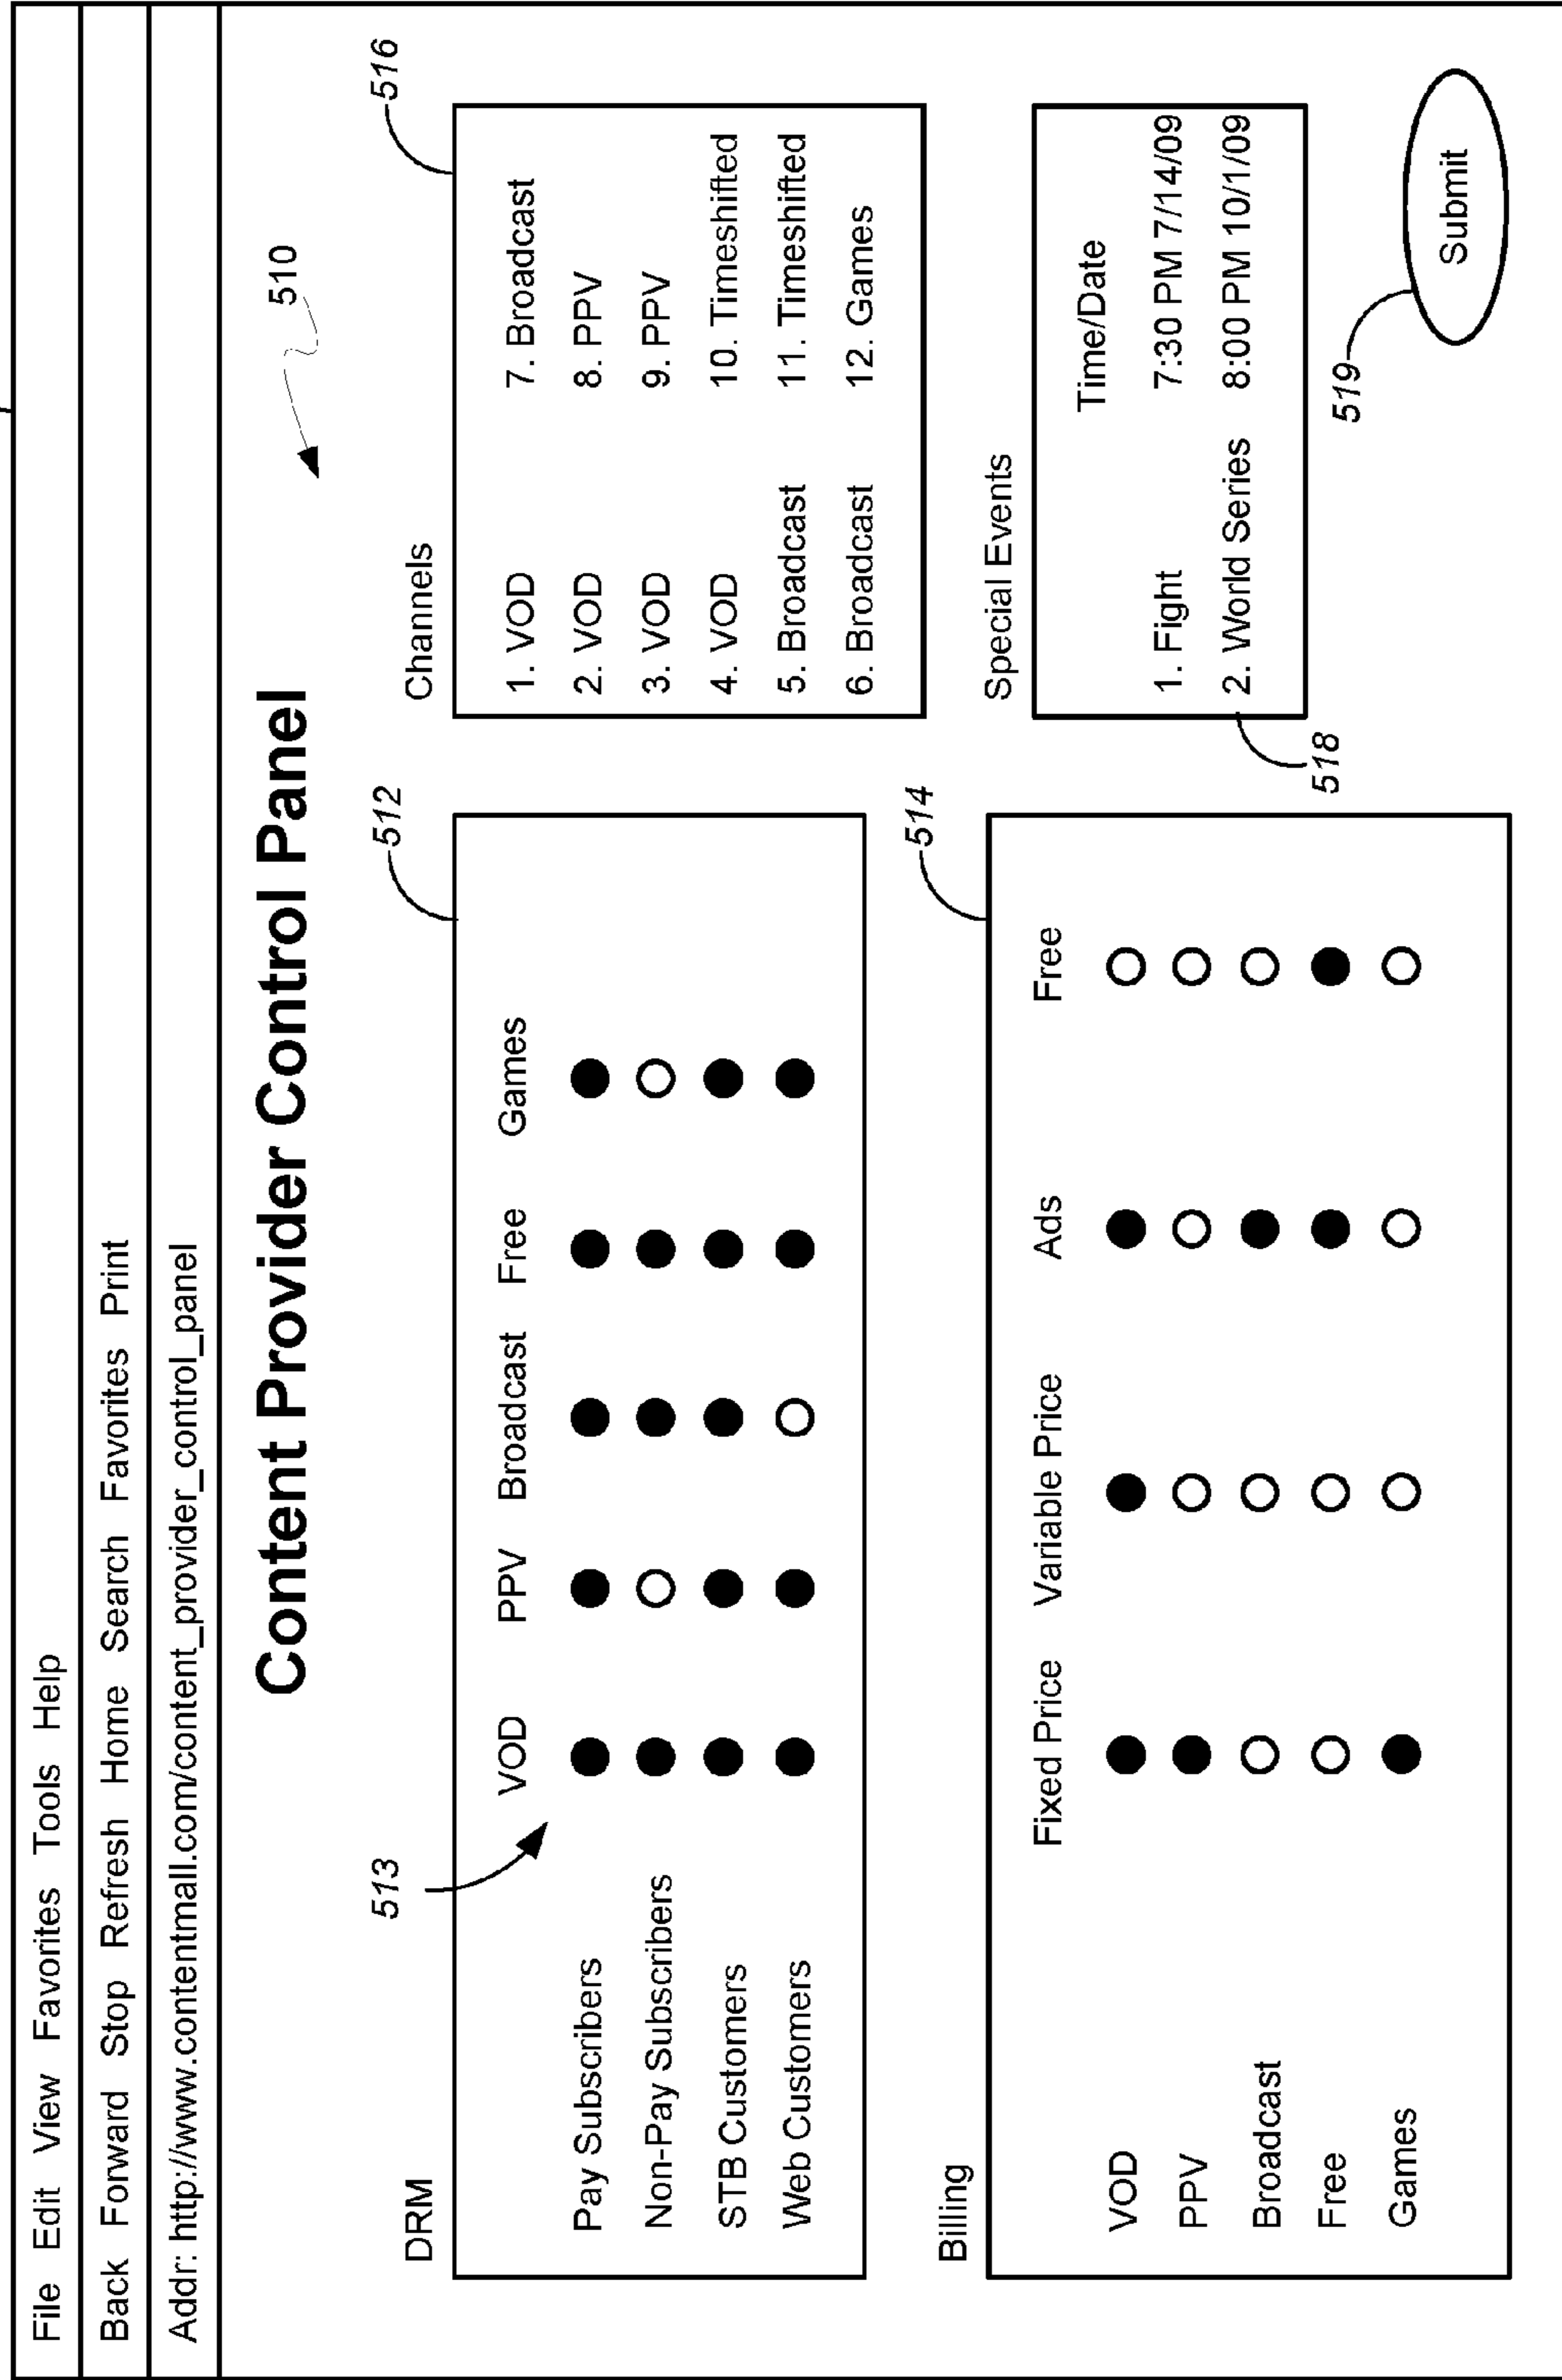 File Edit View Favorites Tools Help
Back Forward Stop Refresh Home Search Favorites Print
Addr: http://www.contentmall.com/content_provider_control_panel
Content Provider Control Panel
510
DRM
513
512
VOD PPV Broadcast Free Games
Pay Subscribers
Non-Pay Subscribers
STB Customers
Web Customers
Billing
514
Fixed Price Variable Price Ads Free
VOD
PPV
Broadcast
Free
Games
Channels
516
1. VOD 7. Broadcast
2. VOD 8. PPV
3. VOD 9. PPV
4. VOD 10. Timeshifted
5. Broadcast 11. Timeshifted
6. Broadcast 12. Games
Special Events
Time/Date
1. Fight 7:30 PM 7/14/09
2. World Series 8:00 PM 10/1/09
518
519
Submit